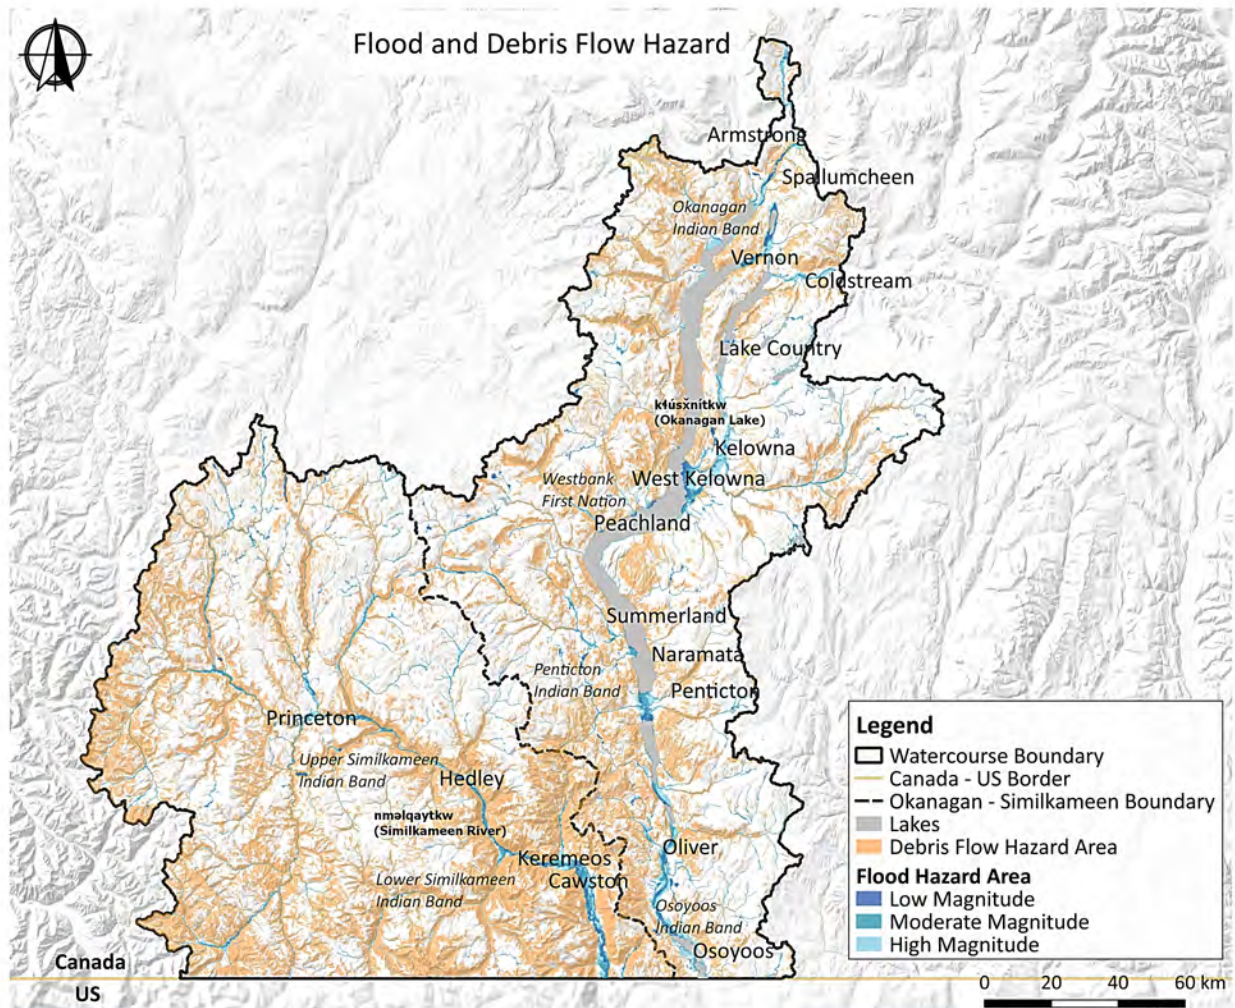 Flood and Debris Flow Hazard
Armstrong
Spallumcheen
Okanagan
Indian Band
Vernon
Coldstream
Lake Country
kɬúsx̌nítkw
(Okanagan Lake)
Kelowna
Westbank
First Nation
West Kelowna
Peachland
Summerland
Naramata
Penticton
Indian Band
Penticton
Princeton
Upper Similkameen
Indian Band
Hedley
nməlqaytkw
(Similkameen River)
Keremeos
Cawston
Lower Similkameen
Indian Band
Oliver
Osoyoos
Indian Band
Osoyoos
Legend
Watercourse Boundary
Canada - US Border
Okanagan - Similkameen Boundary
Lakes
Debris Flow Hazard Area
Flood Hazard Area
Low Magnitude
Moderate Magnitude
High Magnitude
Canada
US
0 20 40 60 km